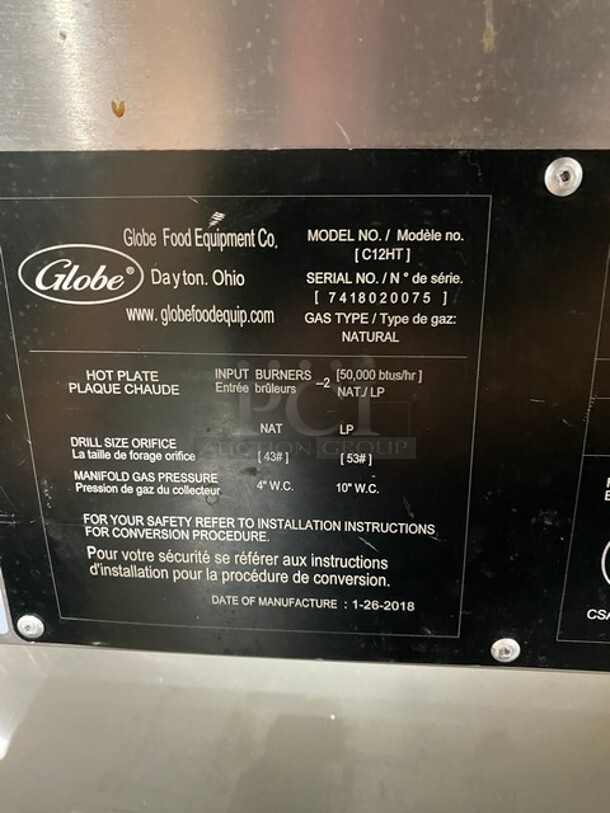 Globe Food Equipment Co.
Globe®
Dayton. Ohio
www.globefoodequip.com
MODEL NO. / Modèle no.
[ C12HT ]
SERIAL NO. / N° de série.
[ 7418020075 ]
GAS TYPE / Type de gaz:
NATURAL
HOT PLATE
PLAQUE CHAUDE
INPUT BURNERS
Entrée brûleurs
--2
[50,000 btus/hr ]
NAT./ LP
PCI
AUCTION GROUP
NAT LP
DRILL SIZE ORIFICE
La taille de forage orifice
[ 43# ] [ 53# ]
MANIFOLD GAS PRESSURE
Pression de gaz du collecteur
4" W.C. 10" W.C.
FOR YOUR SAFETY REFER TO INSTALLATION INSTRUCTIONS
FOR CONVERSION PROCEDURE.
Pour votre sécurité se référer aux instructions
d'installation pour la procédure de conversion.
DATE OF MANUFACTURE : 1-26-2018